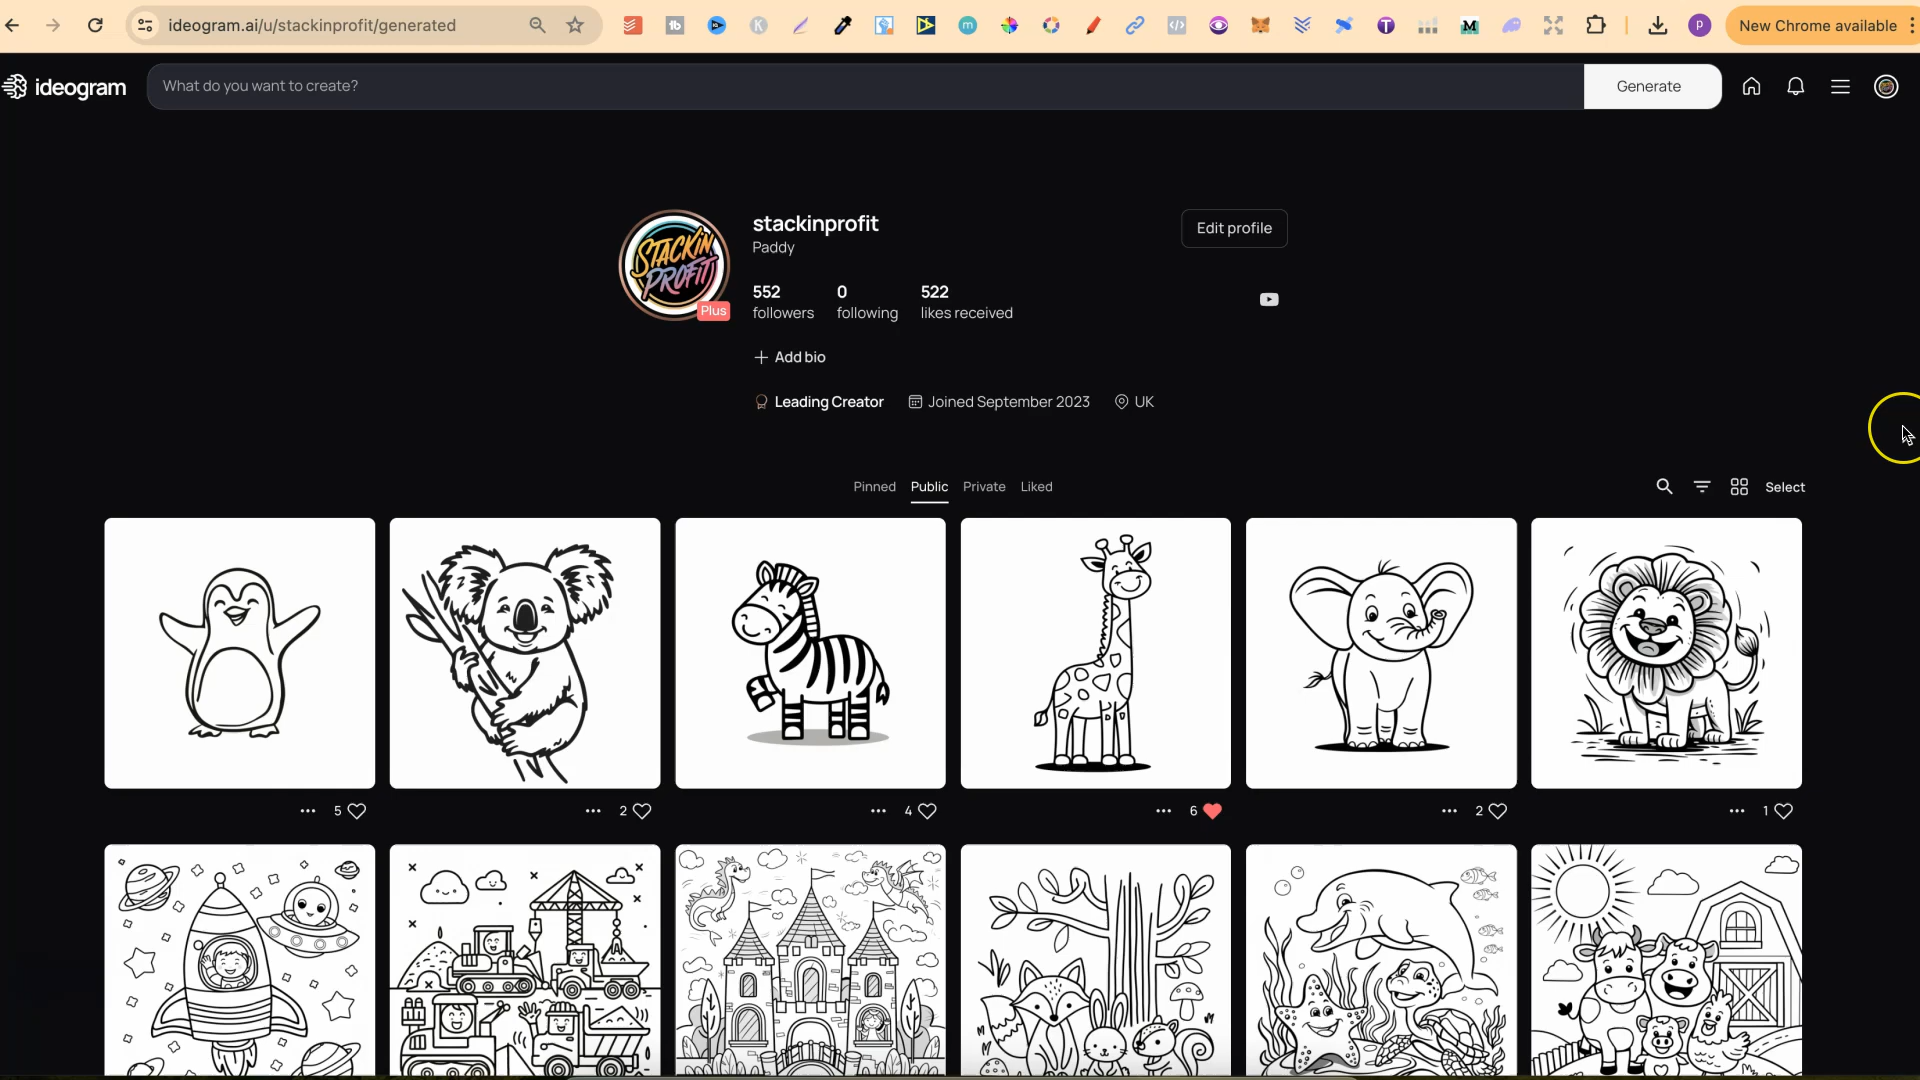 ideogram.ai/u/stackinprofit/generated
New Chrome available
ideogram
What do you want to create?
Generate
STACKIN
PROFIT
Plus
stackinprofit
Paddy
Edit profile
552 0 522
followers following likes received
Add bio
Leading Creator Joined September 2023 UK
Pinned Public Private Liked
Select
5 2 4 6 2 1